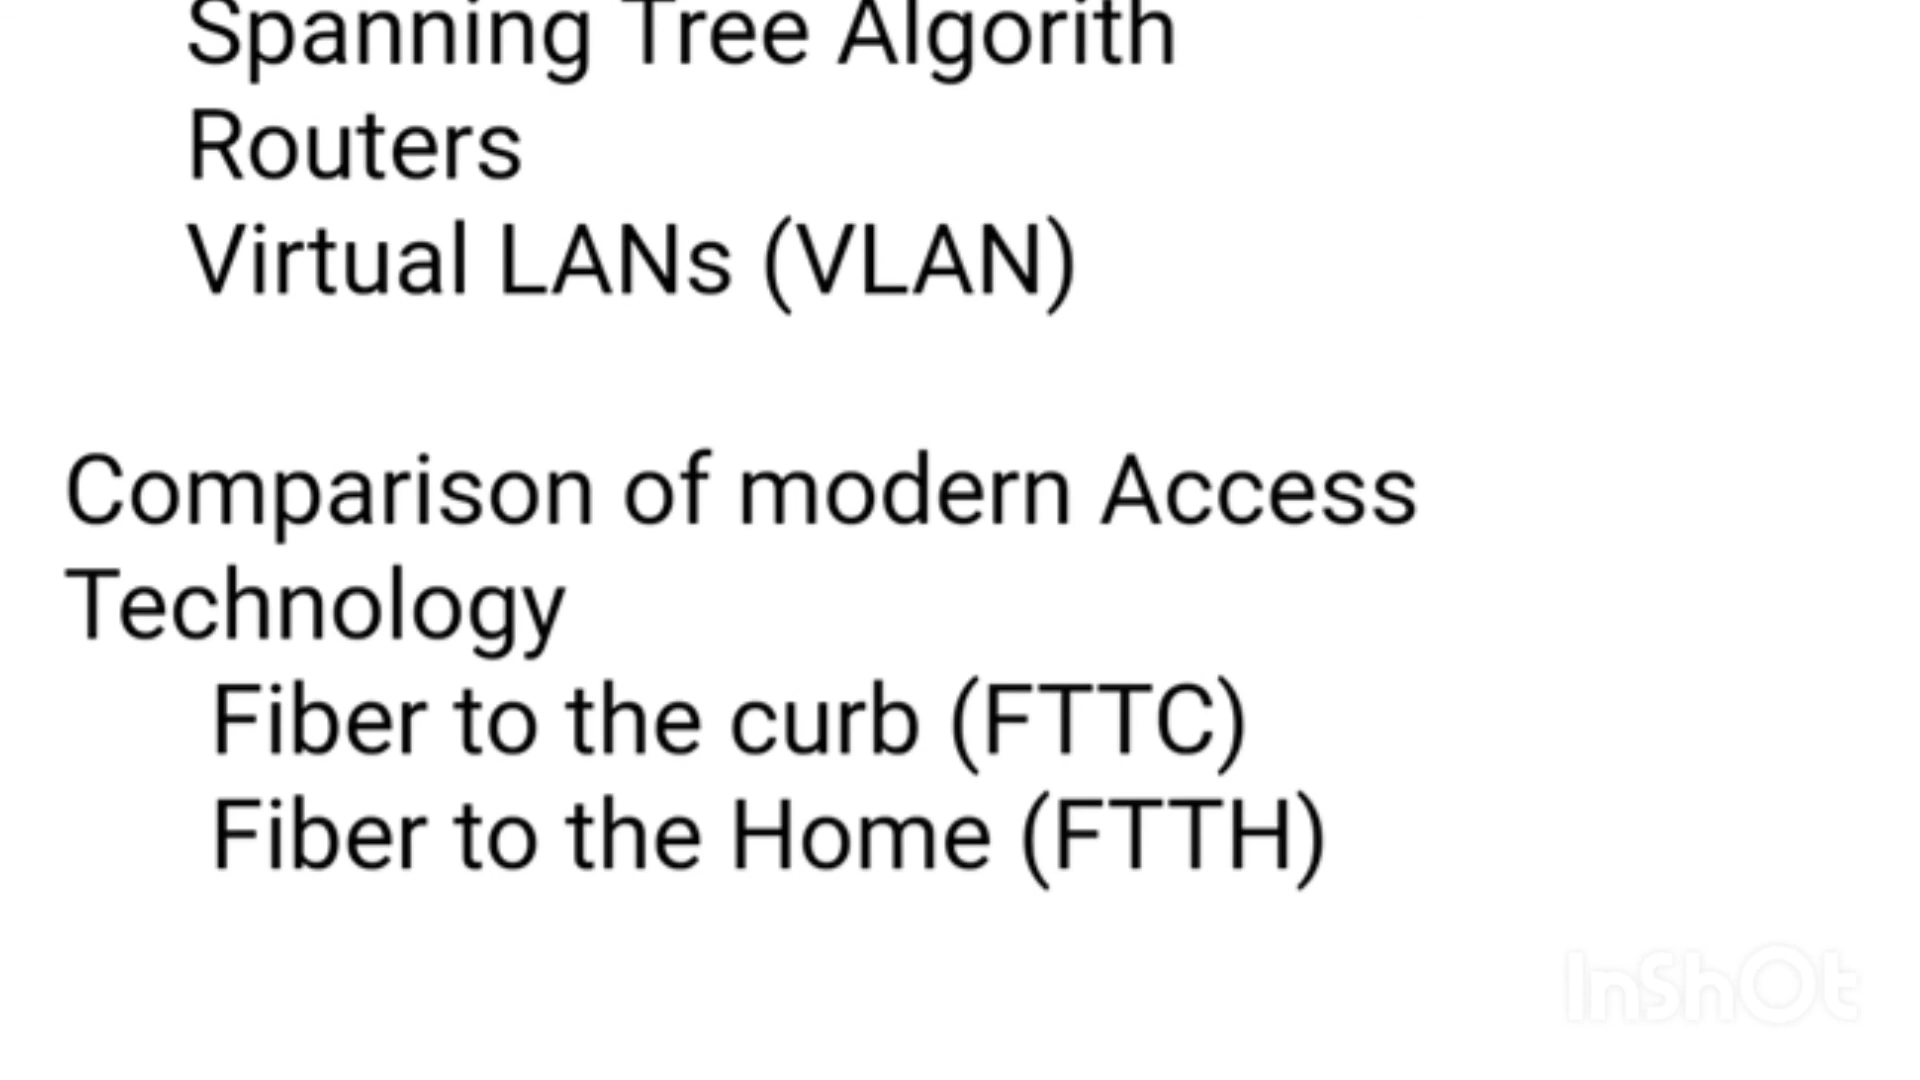 Spanning Tree Algorith
Routers
Virtual LANs (VLAN)
Comparison of modern Access
Technology
Fiber to the curb (FTTC)
Fiber to the Home (FTTH)
InShOt